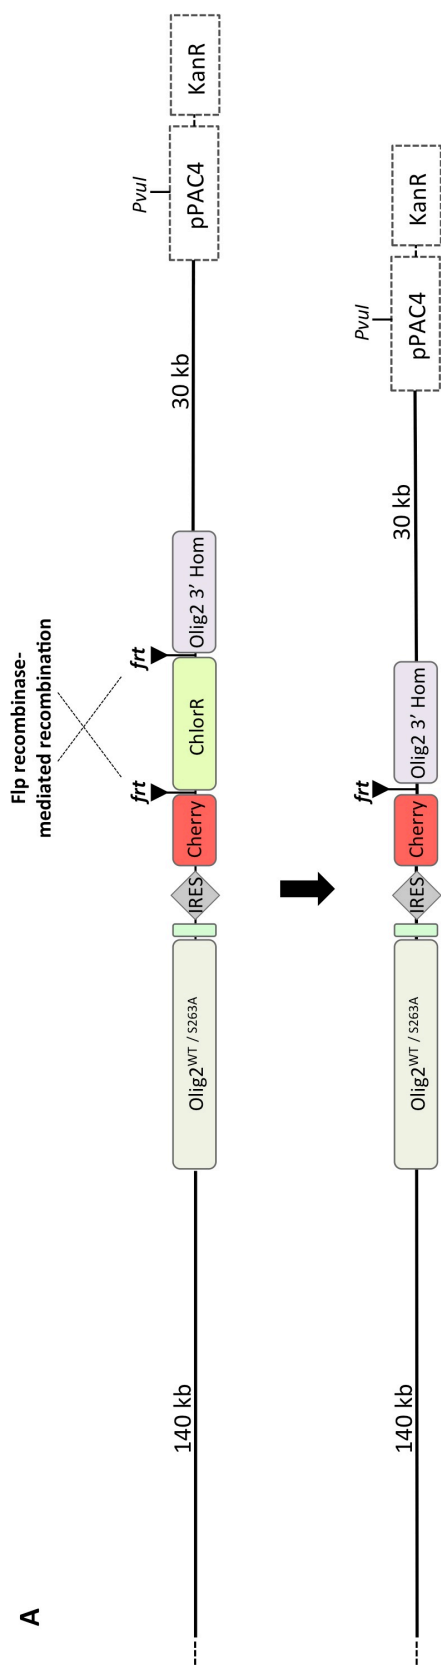 A
Flp recombinase-
mediated recombination
frt
frt
PvuI
140 kb
Olig2WT / S263A
IRES
Cherry
ChlorR
Olig2 3' Hom
30 kb
pPAC4
KanR
frt
PvuI
140 kb
Olig2WT / S263A
IRES
Cherry
Olig2 3' Hom
30 kb
pPAC4
KanR